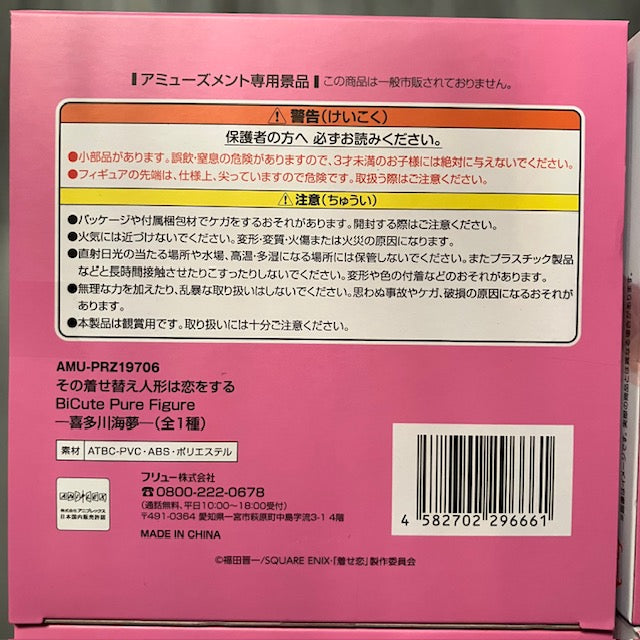 アミューズメント専用景品 この商品は一般市販されておりません。
⚠警告(けいこく)
保護者の方へ 必ずお読みください。
●小部品があります。誤飲・窒息の危険がありますので、3才未満のお子様には絶対に与えないでください。
●フィギュアの先端は、仕様上、尖っていますので危険です。取扱う際はご注意ください。
⚠注意(ちゅうい)
●パッケージや付属梱包材でケガをするおそれがあります。開封する際はご注意ください。
●火気には近づけないでください。変形・変質・火傷または火災の原因になります。
●直射日光の当たる場所や水場、高温・多湿になる場所には保管しないでください。またプラスチック製品
などと長時間接触させたりこすったりしないでください。変形や色の付着などのおそれがあります。
●無理な力を加えたり、乱暴な取り扱いはしないでください。思わぬ事故やケガ、破損の原因になるおそれが
あります。
●本製品は観賞用です。取り扱いには十分ご注意ください。
AMU-PRZ19706
その着せ替え人形は恋をする
BiCute Pure Figure
―喜多川海夢―(全1種)
素材 ATBC-PVC・ABS・ポリエステル
ANIPLEX
株式会社アニプレックス
日本国内販売許諾
フリュー株式会社
☎0800-222-0678
(通話無料、平日10:00〜18:00受付)
〒491-0364 愛知県一宮市萩原町中島字流3-1 4階
MADE IN CHINA
4 582702 296661
©福田晋一/SQUARE ENIX・「着せ恋」製作委員会